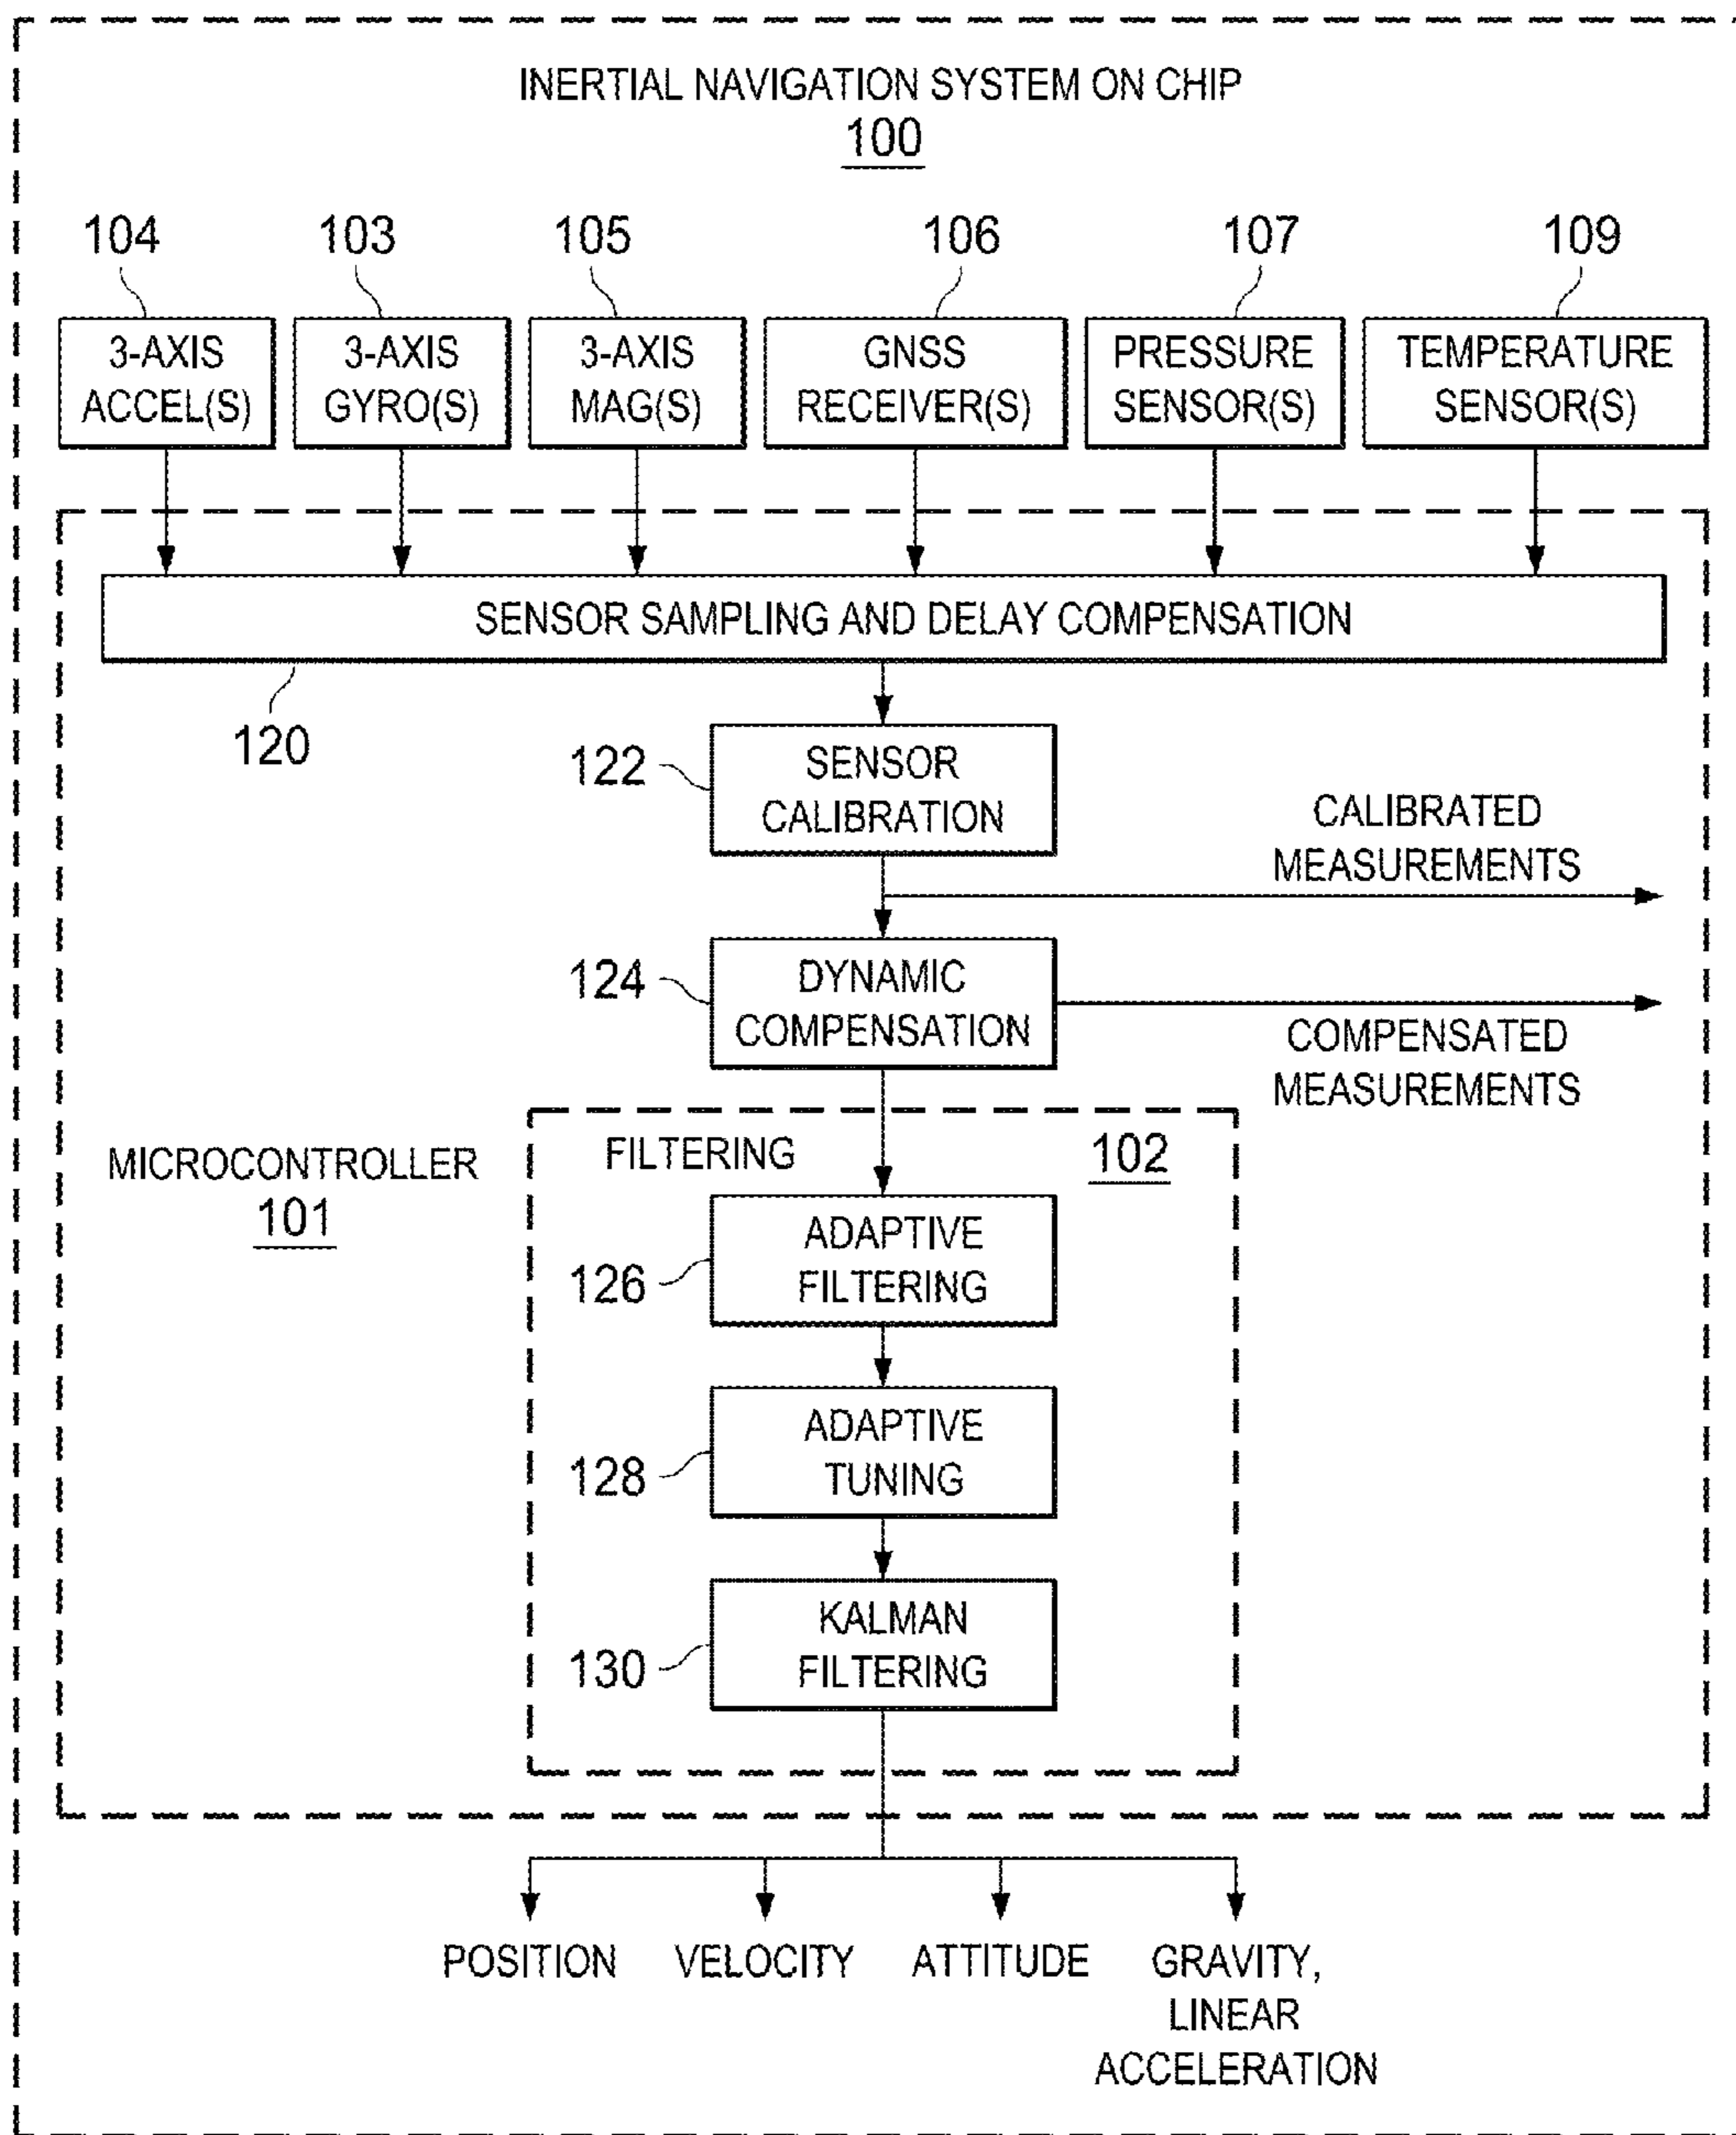 INERTIAL NAVIGATION SYSTEM ON CHIP
100
104
103
105
106
107
109
3-AXIS
ACCEL(S)
3-AXIS
GYRO(S)
3-AXIS
MAG(S)
GNSS
RECEIVER(S)
PRESSURE
SENSOR(S)
TEMPERATURE
SENSOR(S)
SENSOR SAMPLING AND DELAY COMPENSATION
120
122
SENSOR
CALIBRATION
CALIBRATED
MEASUREMENTS
124
DYNAMIC
COMPENSATION
COMPENSATED
MEASUREMENTS
MICROCONTROLLER
101
FILTERING
102
126
ADAPTIVE
FILTERING
128
ADAPTIVE
TUNING
130
KALMAN
FILTERING
POSITION
VELOCITY
ATTITUDE
GRAVITY,
LINEAR
ACCELERATION